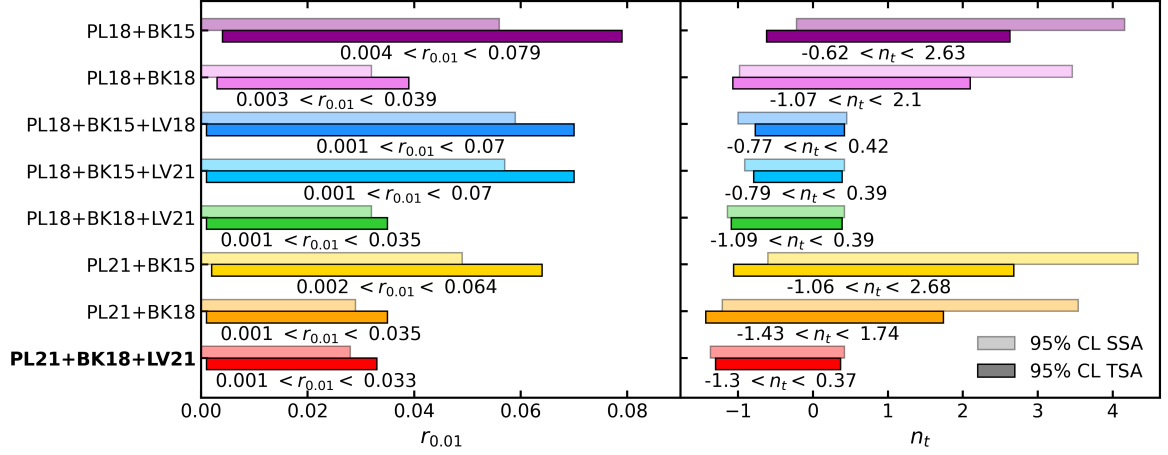 PL18+BK15
0.004 < r0.01 < 0.079
-0.62 < nt < 2.63
PL18+BK18
0.003 < r0.01 < 0.039
-1.07 < nt < 2.1
PL18+BK15+LV18
0.001 < r0.01 < 0.07
-0.77 < nt < 0.42
PL18+BK15+LV21
0.001 < r0.01 < 0.07
-0.79 < nt < 0.39
PL18+BK18+LV21
0.001 < r0.01 < 0.035
-1.09 < nt < 0.39
PL21+BK15
0.002 < r0.01 < 0.064
-1.06 < nt < 2.68
PL21+BK18
0.001 < r0.01 < 0.035
-1.43 < nt < 1.74
PL21+BK18+LV21
0.001 < r0.01 < 0.033
-1.3 < nt < 0.37
95% CL SSA
95% CL TSA
0.00 0.02 0.04 0.06 0.08
−1 0 1 2 3 4
r0.01
nt